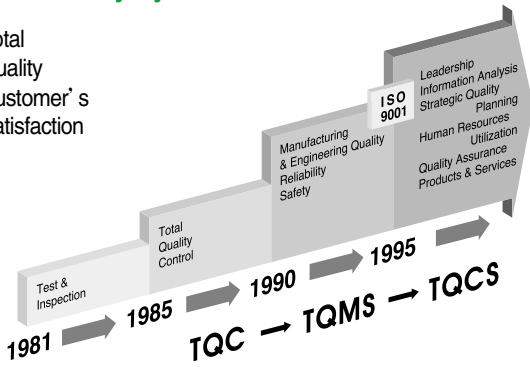 otal
uality
ustomer's
atisfaction
Leadership
Information Analysis
Strategic Quality
Planning
Human Resources
Utilization
Quality Assurance
Products & Services
ISO
9001
Manufacturing
& Engineering Quality
Reliability
Safety
Total
Quality
Control
Test &
Inspection
1981
1985
1990
1995
TQC → TQMS → TQCS